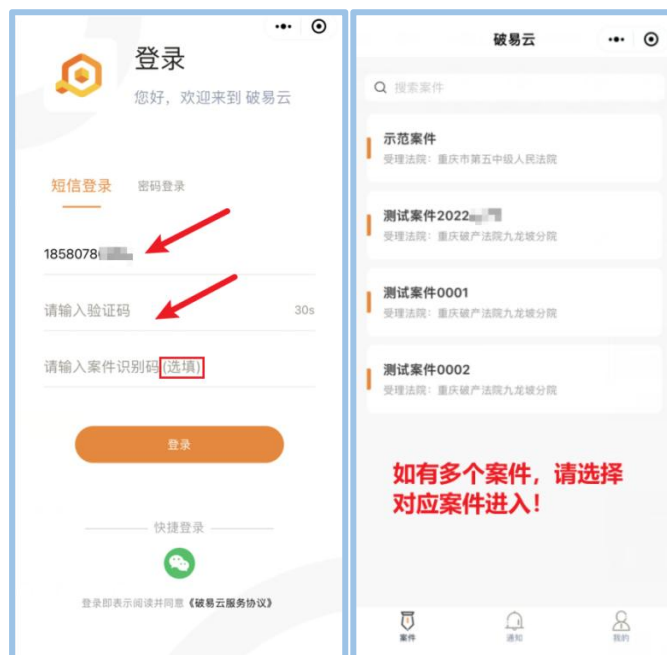 登录
您好，欢迎来到 破易云
短信登录 密码登录
1858078
请输入验证码 30s
请输入案件识别码(选填)
登录
快捷登录
登录即表示阅读并同意《破易云服务协议》
破易云
搜索案件
示范案件
受理法院：重庆市第五中级人民法院
测试案件2022
受理法院：重庆破产法院九龙坡分院
测试案件0001
受理法院：重庆破产法院九龙坡分院
测试案件0002
受理法院：重庆破产法院九龙坡分院
如有多个案件，请选择
对应案件进入！
案件 通知 我的